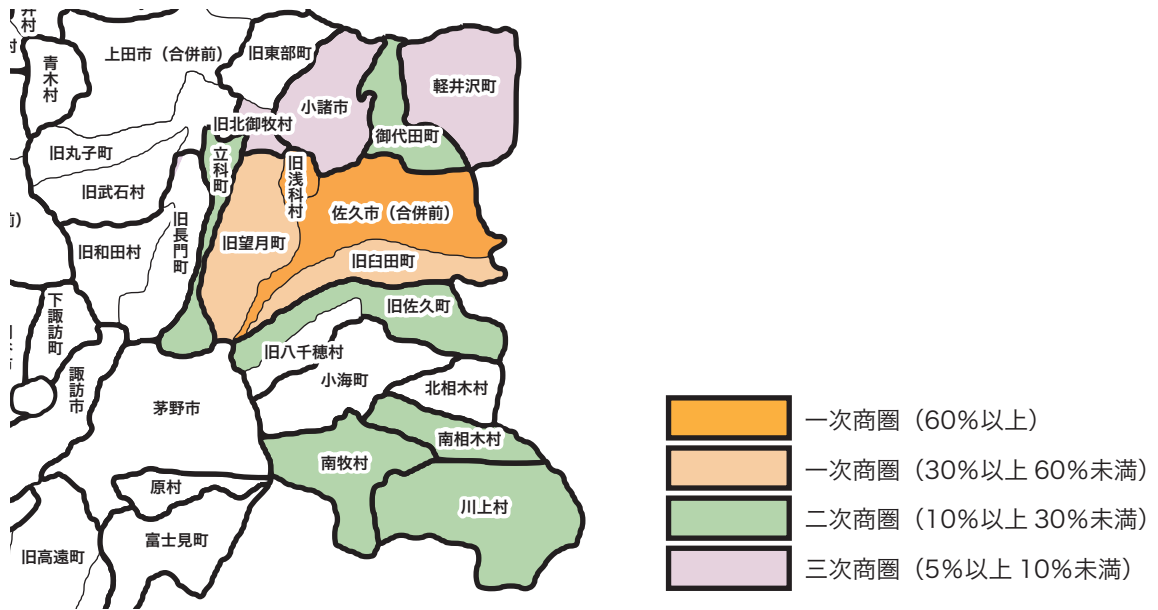 井村
村
上田市（合併前）
旧東部町
青木村
軽井沢町
小諸市
旧北御牧村
御代田町
旧丸子町
立科町
旧浅科村
旧武石村
佐久市（合併前）
前）
旧長門町
旧望月町
旧和田村
旧臼田町
下諏訪町
旧佐久町
旧八千穂村
諏訪市
小海町
北相木村
茅野市
南相木村
南牧村
原村
川上村
富士見町
旧高遠町
一次商圏（60%以上）
一次商圏（30%以上 60%未満）
二次商圏（10%以上 30%未満）
三次商圏（5%以上 10%未満）